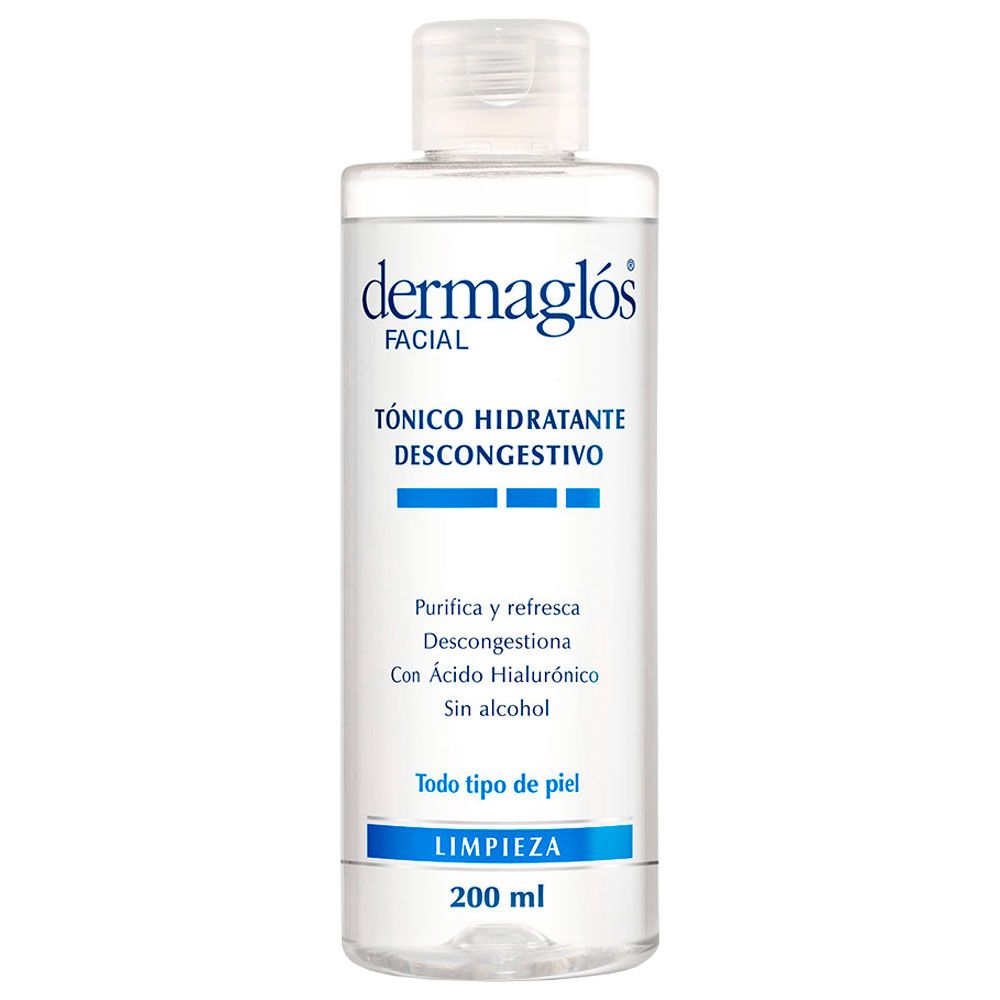 dermaglós®
FACIAL
TÓNICO HIDRATANTE
DESCONGESTIVO
Purifica y refresca
Descongestiona
Con Ácido Hialurónico
Sin alcohol
Todo tipo de piel
LIMPIEZA
200 ml